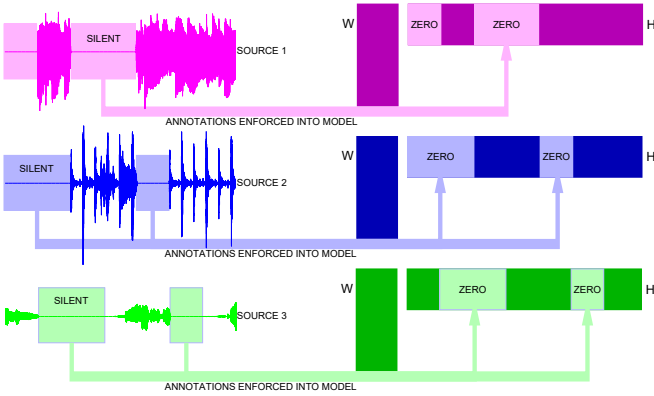 W
ZERO
ZERO
H
SILENT
SOURCE 1
ANNOTATIONS ENFORCED INTO MODEL
W
ZERO
ZERO
H
SILENT
SOURCE 2
ANNOTATIONS ENFORCED INTO MODEL
W
ZERO
ZERO
H
SILENT
SOURCE 3
ANNOTATIONS ENFORCED INTO MODEL